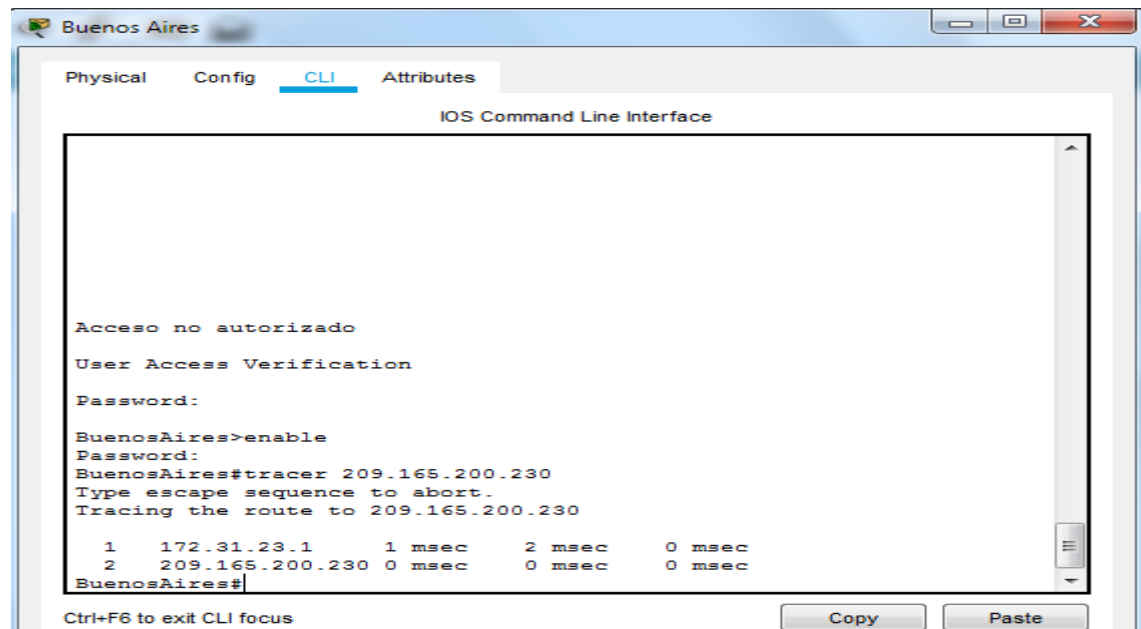 Buenos Aires
Physical Config CLI Attributes
IOS Command Line Interface
Acceso no autorizado
User Access Verification
Password:
BuenosAires>enable
Password:
BuenosAires#tracer 209.165.200.230
Type escape sequence to abort.
Tracing the route to 209.165.200.230
1 172.31.23.1 1 msec 2 msec 0 msec
2 209.165.200.230 0 msec 0 msec 0 msec
BuenosAires#
Ctrl+F6 to exit CLI focus
Copy Paste